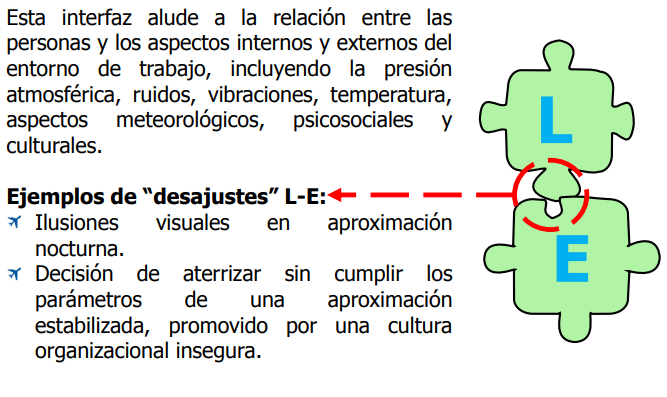 Esta interfaz alude a la relación entre las
personas y los aspectos internos y externos del
entorno de trabajo, incluyendo la presión
atmosférica, ruidos, vibraciones, temperatura,
aspectos meteorológicos, psicosociales y
culturales.
Ejemplos de “desajustes” L-E:
Ilusiones visuales en aproximación
nocturna.
Decisión de aterrizar sin cumplir los
parámetros de una aproximación
estabilizada, promovido por una cultura
organizacional insegura.
L
E